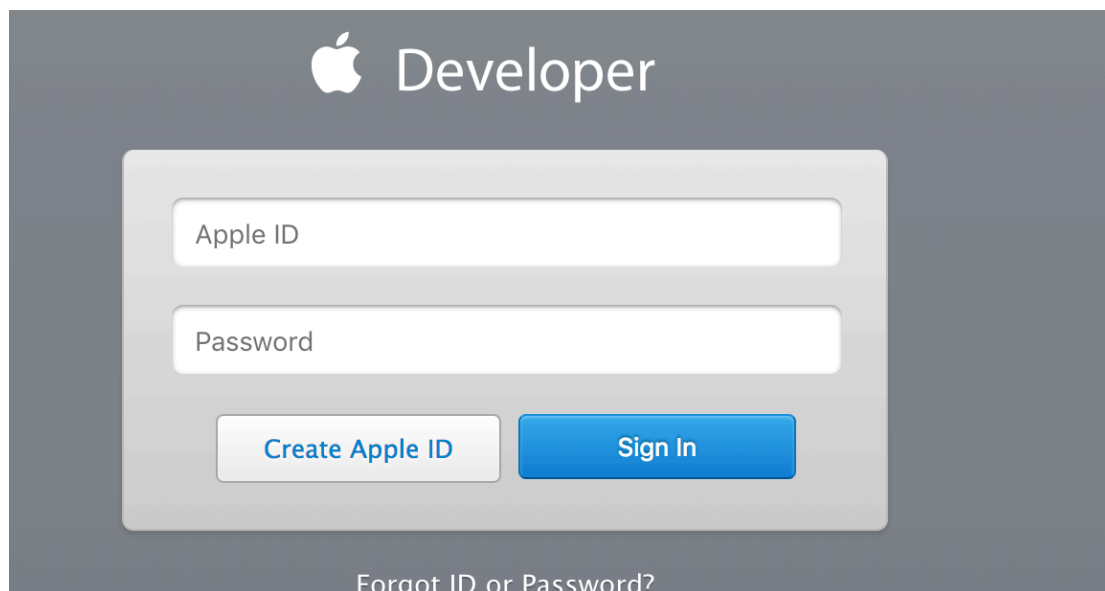 Developer
Apple ID
Password
Create Apple ID
Sign In
Forgot ID or Password?